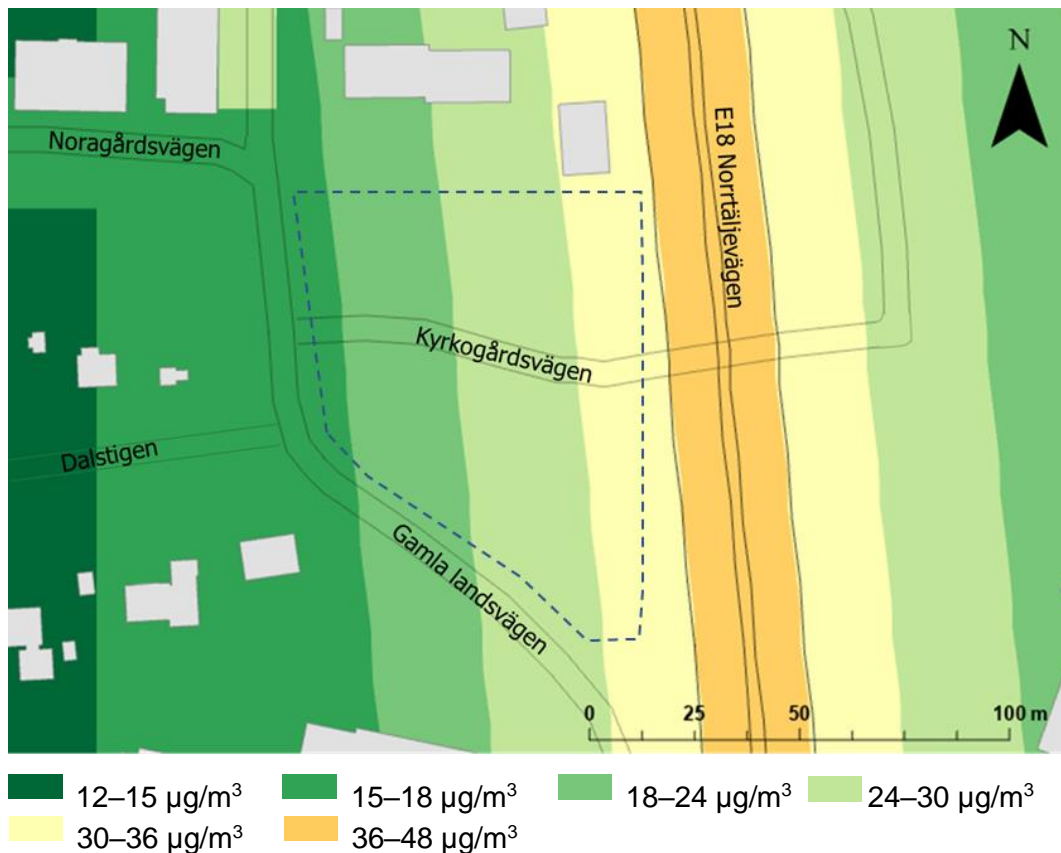 N
Noragårdsvägen
E18 Norrtäljevägen
Kyrkogårdsvägen
Dalstigen
Gamla landsvägen
0 25 50 100 m
12–15 µg/m³ 15–18 µg/m³ 18–24 µg/m³ 24–30 µg/m³
30–36 µg/m³ 36–48 µg/m³